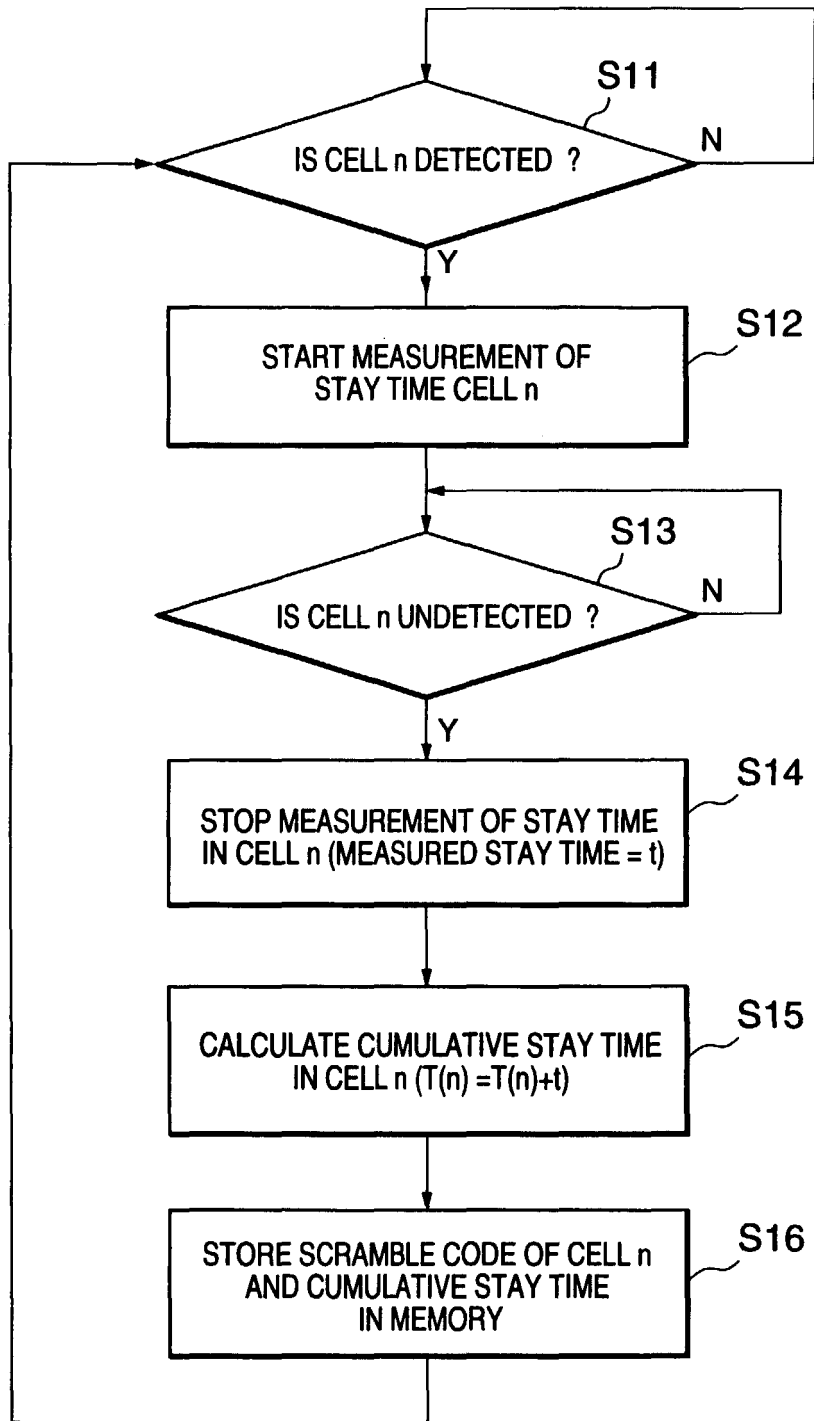 S11
IS CELL n DETECTED ?
N
Y
S12
START MEASUREMENT OF
STAY TIME CELL n
S13
IS CELL n UNDETECTED ?
N
Y
S14
STOP MEASUREMENT OF STAY TIME
IN CELL n (MEASURED STAY TIME = t)
S15
CALCULATE CUMULATIVE STAY TIME
IN CELL n (T(n) =T(n)+t)
S16
STORE SCRAMBLE CODE OF CELL n
AND CUMULATIVE STAY TIME
IN MEMORY